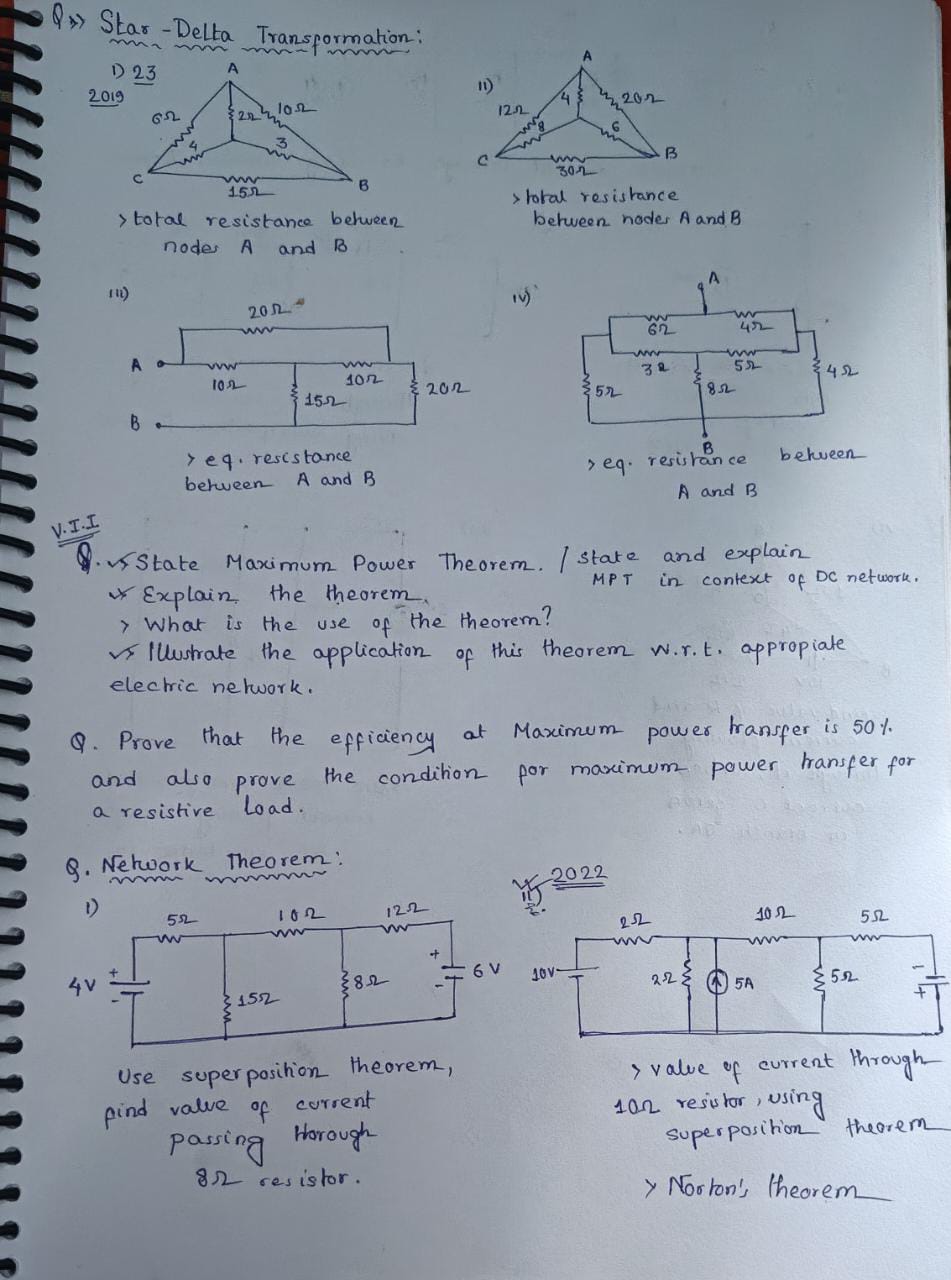 Q>> Star-Delta Transformation:
I) 23
2019
A
6Ω
2Ω
10Ω
4
3
C
15Ω
B
> total resistance between
nodes A and B
II)
A
12Ω
4
20Ω
8
6
C
30Ω
B
> total resistance
between nodes A and B
III)
20Ω
A
10Ω
10Ω
15Ω
20Ω
B
> eq. resistance
between A and B
IV)
A
6Ω
4Ω
3Ω
5Ω
5Ω
8Ω
4Ω
B
> eq. resistance between
A and B
V.I.I
Q. State Maximum Power Theorem. / state and explain
MPT in context of DC network.
Explain the theorem.
> What is the use of the theorem?
Illustrate the application of this theorem w.r.t. appropiate
electric network.
Q. Prove that the efficiency at Maximum power transfer is 50%
and also prove the condition for maximum power transfer for
a resistive Load.
Q. Network Theorem:
I)
5Ω
10Ω
12Ω
4V
+
-
15Ω
8Ω
+
-
6V
Use superposition theorem,
find value of current
passing thorough
8Ω resistor.
II)
2022
2Ω
10Ω
5Ω
10V
2Ω
5A
5Ω
-
+
> value of current through
10Ω resistor, using
superposition theorem
> Norton's theorem